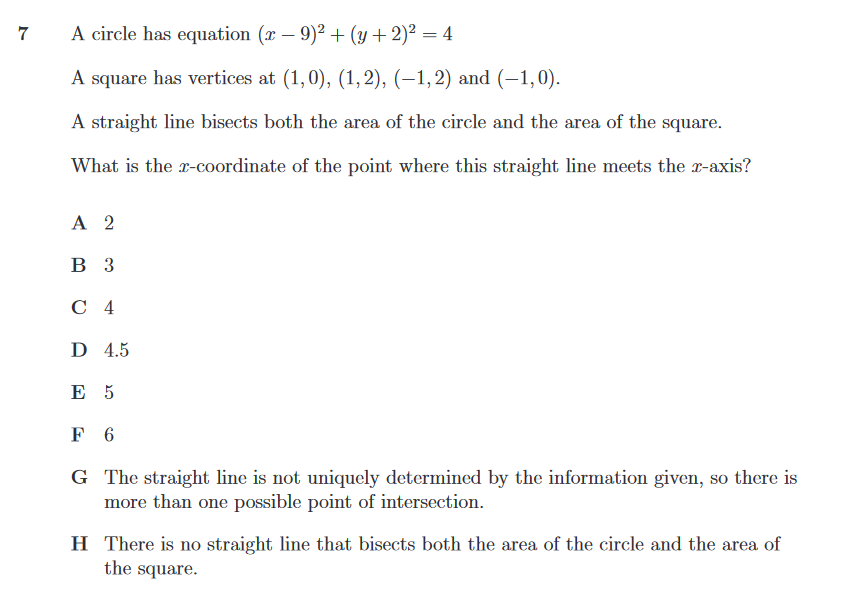 7 A circle has equation (x − 9)² + (y + 2)² = 4
A square has vertices at (1, 0), (1, 2), (−1, 2) and (−1, 0).
A straight line bisects both the area of the circle and the area of the square.
What is the x-coordinate of the point where this straight line meets the x-axis?
A 2
B 3
C 4
D 4.5
E 5
F 6
G The straight line is not uniquely determined by the information given, so there is
more than one possible point of intersection.
H There is no straight line that bisects both the area of the circle and the area of
the square.